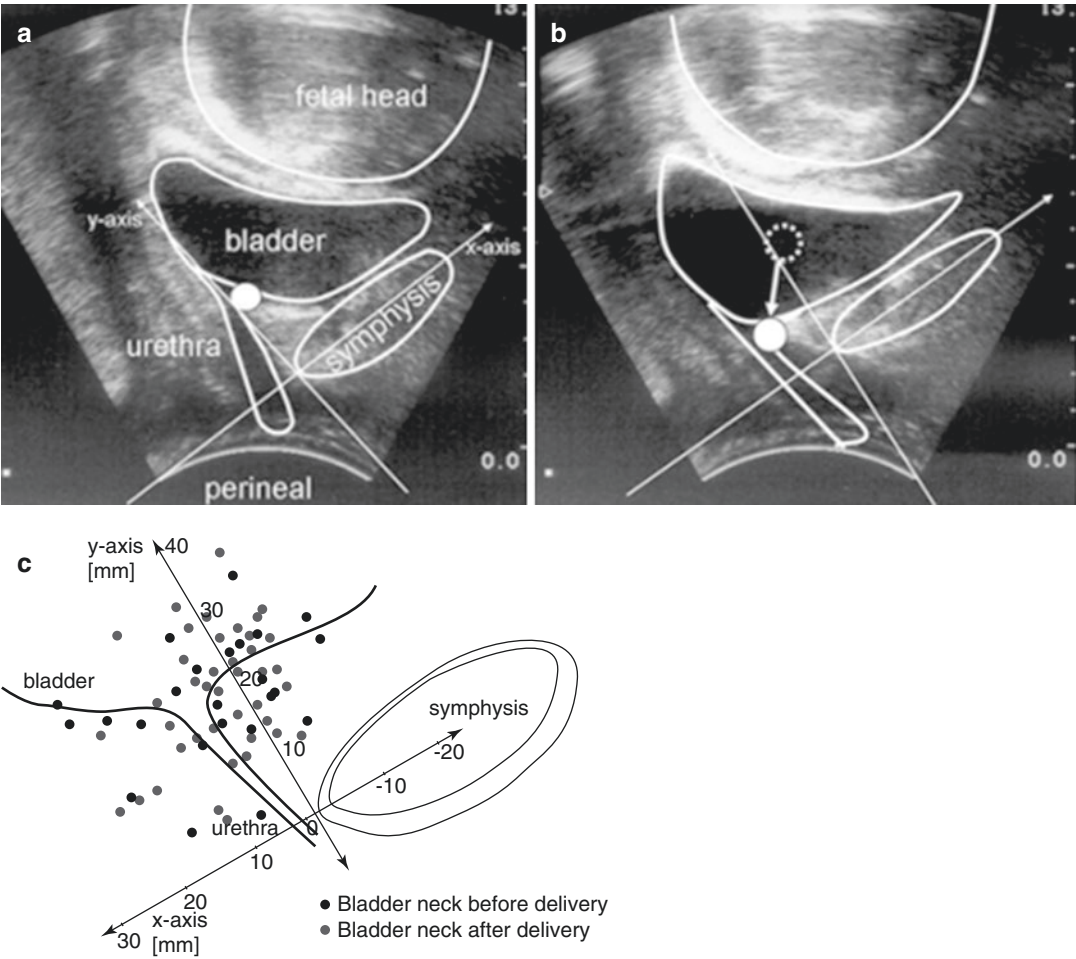 a
13.
fetal head
y-axis
bladder
x-axis
symphysis
urethra
0.0
perineal
b
13.
0.0
c
y-axis
[mm]
40
30
20
10
bladder
symphysis
-20
-10
0
urethra
10
20
30
x-axis
[mm]
Bladder neck before delivery
Bladder neck after delivery